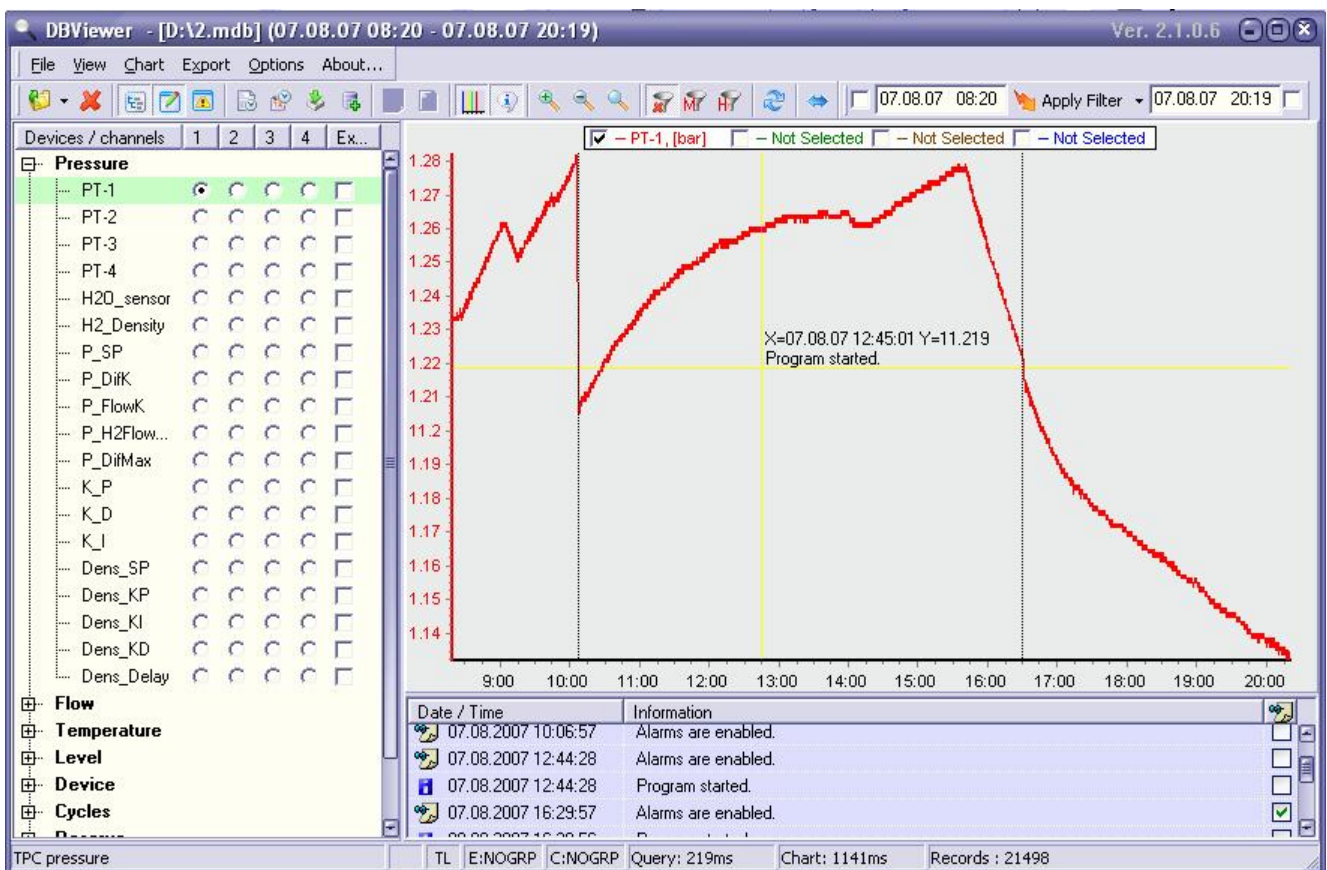 DBViewer - [D:\2.mdb] (07.08.07 08:20 - 07.08.07 20:19) Ver. 2.1.0.6
File View Chart Export Options About...
07.08.07 08:20 Apply Filter 07.08.07 20:19
Devices / channels 1 2 3 4 Ex...
Pressure
PT-1
PT-2
PT-3
PT-4
H2O_sensor
H2_Density
P_SP
P_DifK
P_FlowK
P_H2Flow...
P_DifMax
K_P
K_D
K_I
Dens_SP
Dens_KP
Dens_KI
Dens_KD
Dens_Delay
Flow
Temperature
Level
Device
Cycles
– PT-1, [bar] – Not Selected – Not Selected – Not Selected
1.28
1.27
1.26
1.25
1.24
1.23
1.22
1.21
11.2
1.19
1.18
1.17
1.16
1.15
1.14
X=07.08.07 12:45:01 Y=11.219
Program started.
9:00 10:00 11:00 12:00 13:00 14:00 15:00 16:00 17:00 18:00 19:00 20:00
Date / Time Information
07.08.2007 10:06:57 Alarms are enabled.
07.08.2007 12:44:28 Alarms are enabled.
07.08.2007 12:44:28 Program started.
07.08.2007 16:29:57 Alarms are enabled.
TPC pressure TL E:NOGRP C:NOGRP Query: 219ms Chart: 1141ms Records : 21498